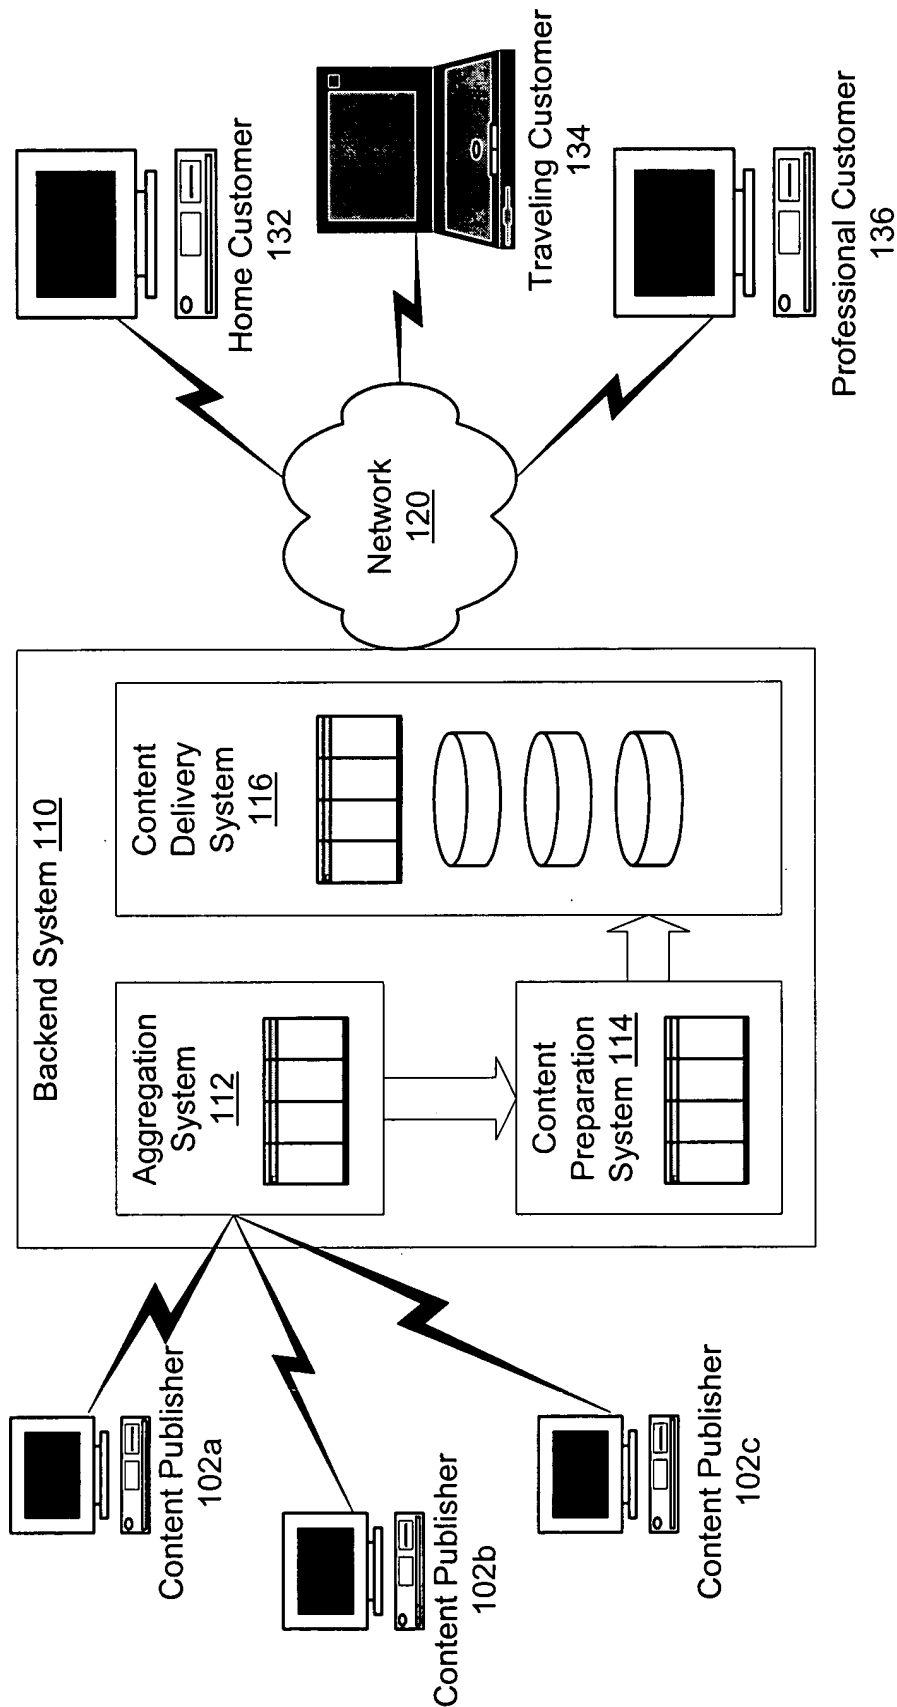 Content Publisher
102a
Content Publisher
102b
Content Publisher
102c
Backend System 110
Aggregation
System
112
Content
Preparation
System 114
Content
Delivery
System
116
Network
120
Home Customer
132
Traveling Customer
134
Professional Customer
136